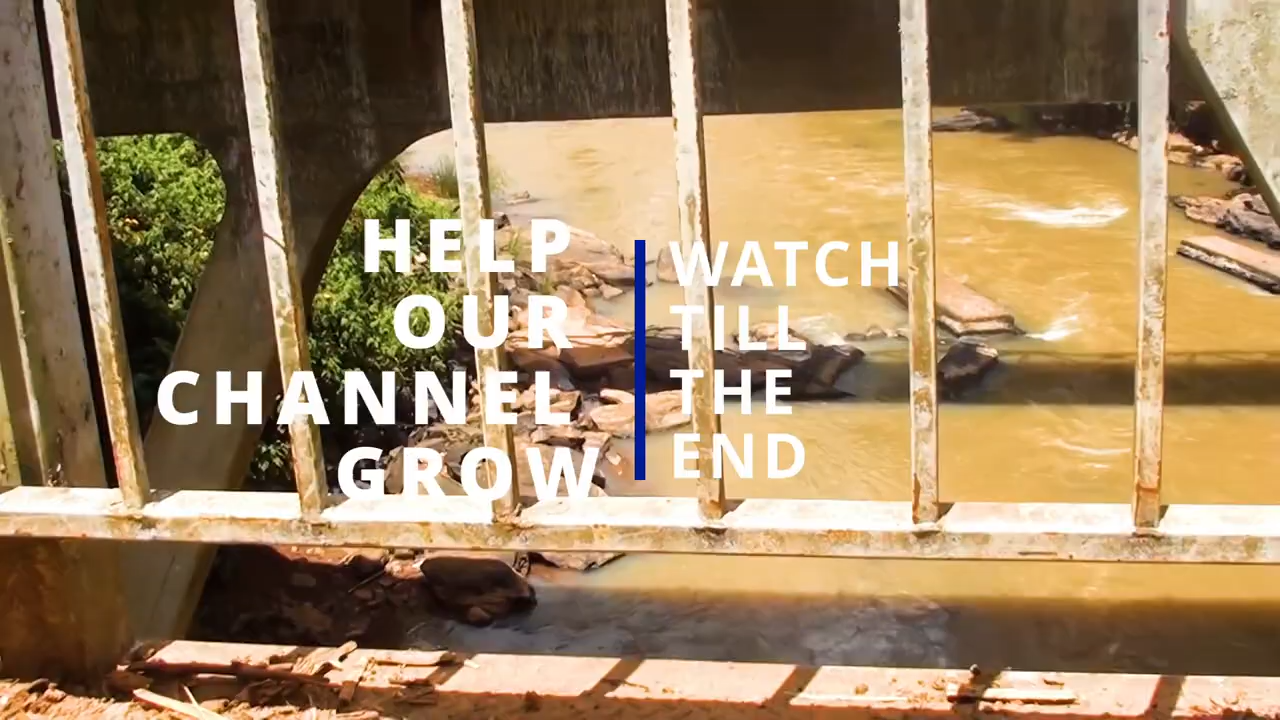 HELP
OUR
CHANNEL
GROW
WATCH
TILL
THE
END